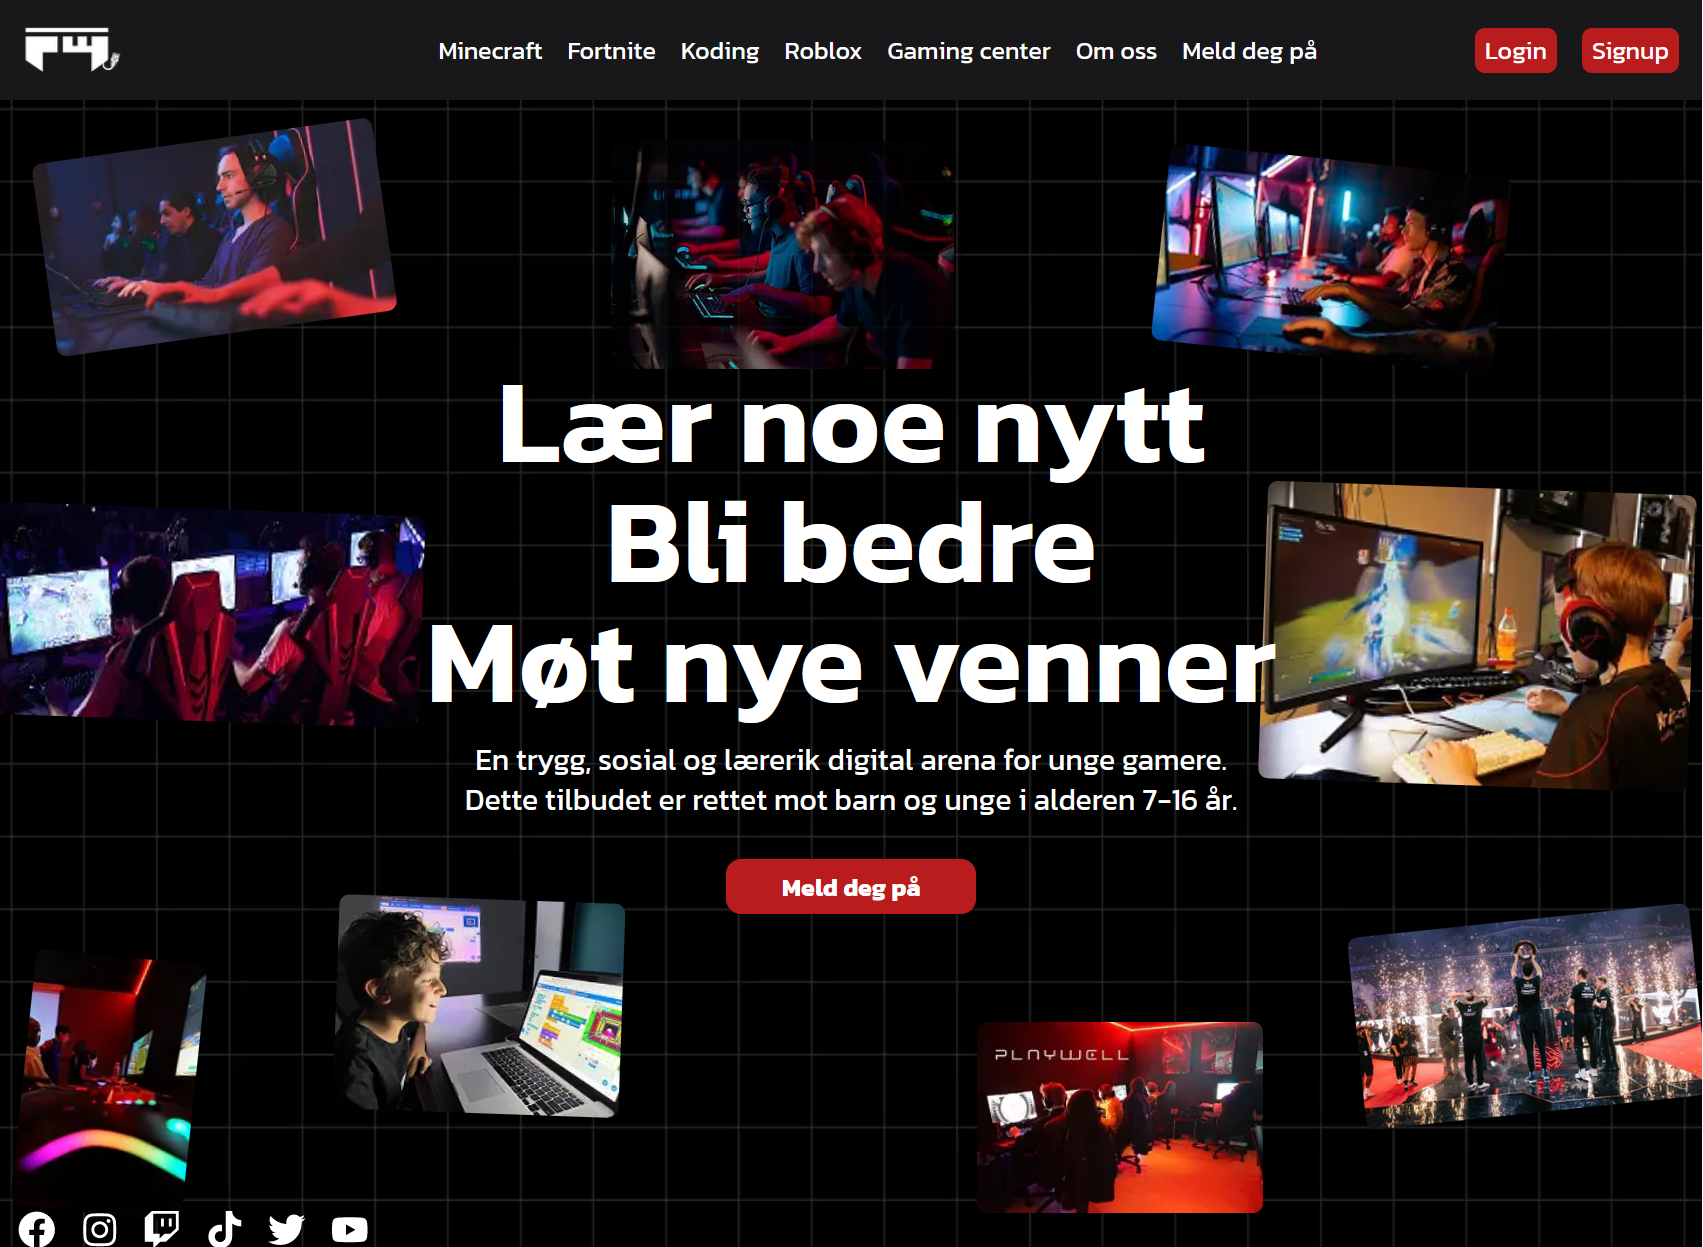 Minecraft Fortnite Koding Roblox Gaming center Om oss Meld deg på Login Signup
Lær noe nytt
Bli bedre
Møt nye venner
En trygg, sosial og lærerik digital arena for unge gamere.
Dette tilbudet er rettet mot barn og unge i alderen 7-16 år.
Meld deg på
PLAYWELL